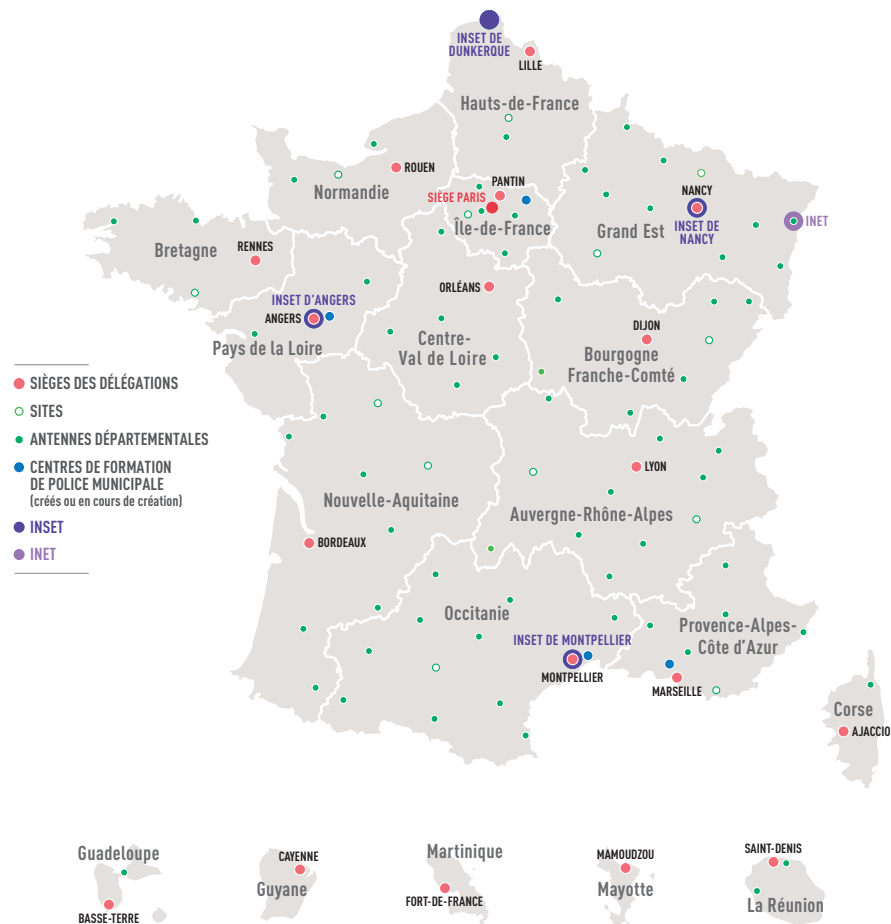 INSET DE
DUNKERQUE
LILLE
Hauts-de-France
ROUEN
Normandie
PANTIN
SIÈGE PARIS
Île-de-France
NANCY
Grand Est
INSET DE
NANCY
INET
Bretagne
RENNES
ORLÉANS
INSET D'ANGERS
ANGERS
Pays de la Loire
Centre-
Val de Loire
DIJON
Bourgogne
Franche-Comté
SIÈGES DES DÉLÉGATIONS
SITES
ANTENNES DÉPARTEMENTALES
CENTRES DE FORMATION
DE POLICE MUNICIPALE
(créés ou en cours de création)
INSET
INET
Nouvelle-Aquitaine
LYON
Auvergne-Rhône-Alpes
BORDEAUX
Occitanie
INSET DE MONTPELLIER
MONTPELLIER
Provence-Alpes-
Côte d'Azur
MARSEILLE
Corse
AJACCIO
Guadeloupe
BASSE-TERRE
CAYENNE
Guyane
Martinique
FORT-DE-FRANCE
MAMOUDZOU
Mayotte
SAINT-DENIS
La Réunion